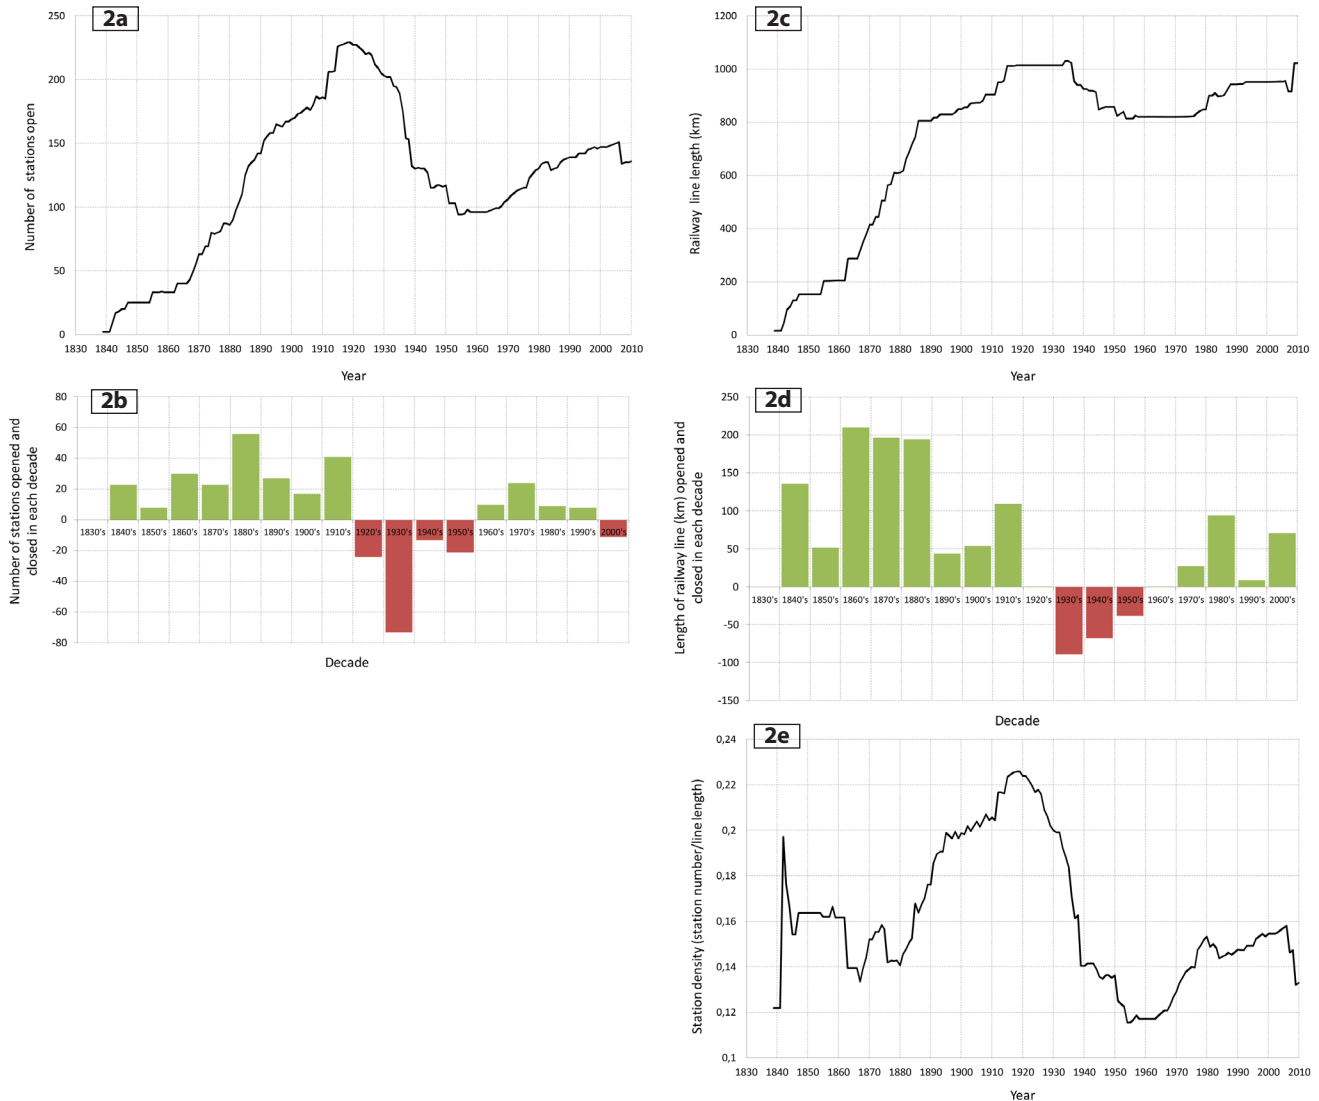 2a
250
200
150
100
50
0
Number of stations open
1830 1840 1850 1860 1870 1880 1890 1900 1910 1920 1930 1940 1950 1960 1970 1980 1990 2000 2010
Year
2b
80
60
40
20
0
-20
-40
-60
-80
Number of stations opened and
closed in each decade
1830's 1840's 1850's 1860's 1870's 1880's 1890's 1900's 1910's 1920's 1930's 1940's 1950's 1960's 1970's 1980's 1990's 2000's
Decade
2c
1200
1000
800
600
400
200
0
Railway line length (km)
1830 1840 1850 1860 1870 1880 1890 1900 1910 1920 1930 1940 1950 1960 1970 1980 1990 2000 2010
Year
2d
250
200
150
100
50
0
-50
-100
-150
Length of railway line (km) opened and
closed in each decade
1830's 1840's 1850's 1860's 1870's 1880's 1890's 1900's 1910's 1920's 1930's 1940's 1950's 1960's 1970's 1980's 1990's 2000's
Decade
2e
0,24
0,22
0,2
0,18
0,16
0,14
0,12
0,1
Station density (station number/line length)
1830 1840 1850 1860 1870 1880 1890 1900 1910 1920 1930 1940 1950 1960 1970 1980 1990 2000 2010
Year